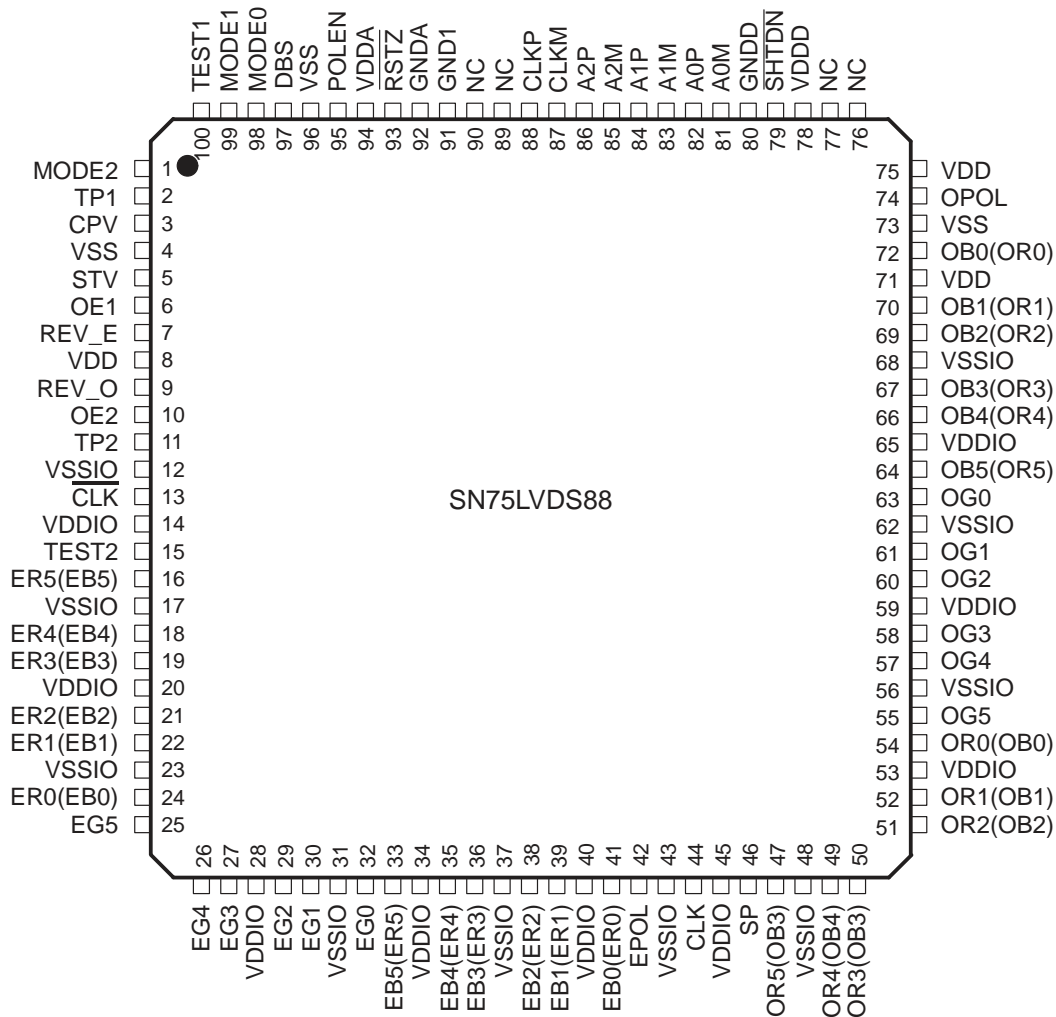 TEST1
MODE1
MODE0
DBS
VSS
POLEN
VDDA
RSTZ
GNDA
GND1
NC
NC
CLKP
CLKM
A2P
A2M
A1P
A1M
A0P
A0M
GNDD
SHTDN
VDDD
NC
NC
100
99
98
97
96
95
94
93
92
91
90
89
88
87
86
85
84
83
82
81
80
79
78
77
76
MODE2 1
TP1 2
CPV 3
VSS 4
STV 5
OE1 6
REV_E 7
VDD 8
REV_O 9
OE2 10
TP2 11
VSSIO 12
CLK 13
VDDIO 14
TEST2 15
ER5(EB5) 16
VSSIO 17
ER4(EB4) 18
ER3(EB3) 19
VDDIO 20
ER2(EB2) 21
ER1(EB1) 22
VSSIO 23
ER0(EB0) 24
EG5 25
SN75LVDS88
75 VDD
74 OPOL
73 VSS
72 OB0(OR0)
71 VDD
70 OB1(OR1)
69 OB2(OR2)
68 VSSIO
67 OB3(OR3)
66 OB4(OR4)
65 VDDIO
64 OB5(OR5)
63 OG0
62 VSSIO
61 OG1
60 OG2
59 VDDIO
58 OG3
57 OG4
56 VSSIO
55 OG5
54 OR0(OB0)
53 VDDIO
52 OR1(OB1)
51 OR2(OB2)
26
27
28
29
30
31
32
33
34
35
36
37
38
39
40
41
42
43
44
45
46
47
48
49
50
EG4
EG3
VDDIO
EG2
EG1
VSSIO
EG0
EB5(ER5)
VDDIO
EB4(ER4)
EB3(ER3)
VSSIO
EB2(ER2)
EB1(ER1)
VDDIO
EB0(ER0)
EPOL
VSSIO
CLK
VDDIO
SP
OR5(OB3)
VSSIO
OR4(OB4)
OR3(OB3)